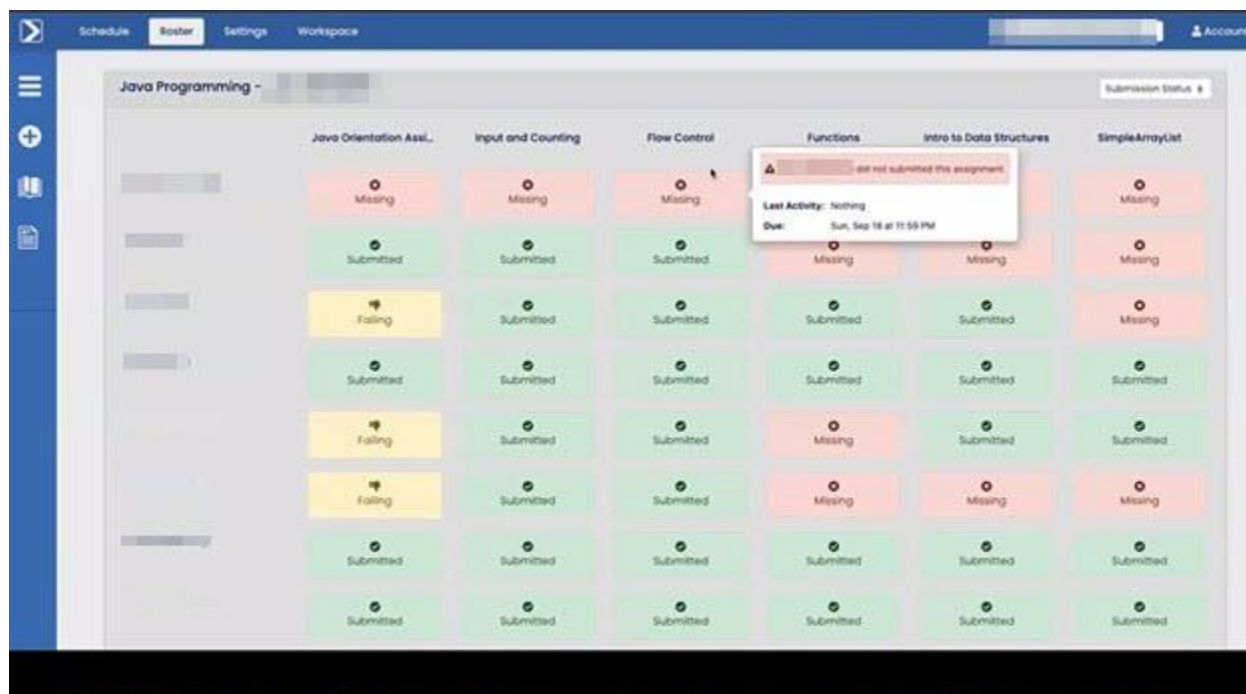 Schedule Roster Settings Workspace Account
Java Programming -
Submission Status
Java Orientation Assi... Input and Counting Flow Control Functions Intro to Data Structures SimpleArrayList
did not submitted this assignment.
Missing Missing Missing Missing
Last Activity: Nothing
Due: Sun, Sep 18 at 11:59 PM
Submitted Submitted Submitted Missing Missing Missing
Failing Submitted Submitted Submitted Submitted Missing
Submitted Submitted Submitted Submitted Submitted Submitted
Failing Submitted Submitted Missing Submitted Submitted
Failing Submitted Submitted Missing Missing Missing
Submitted Submitted Submitted Submitted Submitted Submitted
Submitted Submitted Submitted Submitted Submitted Submitted